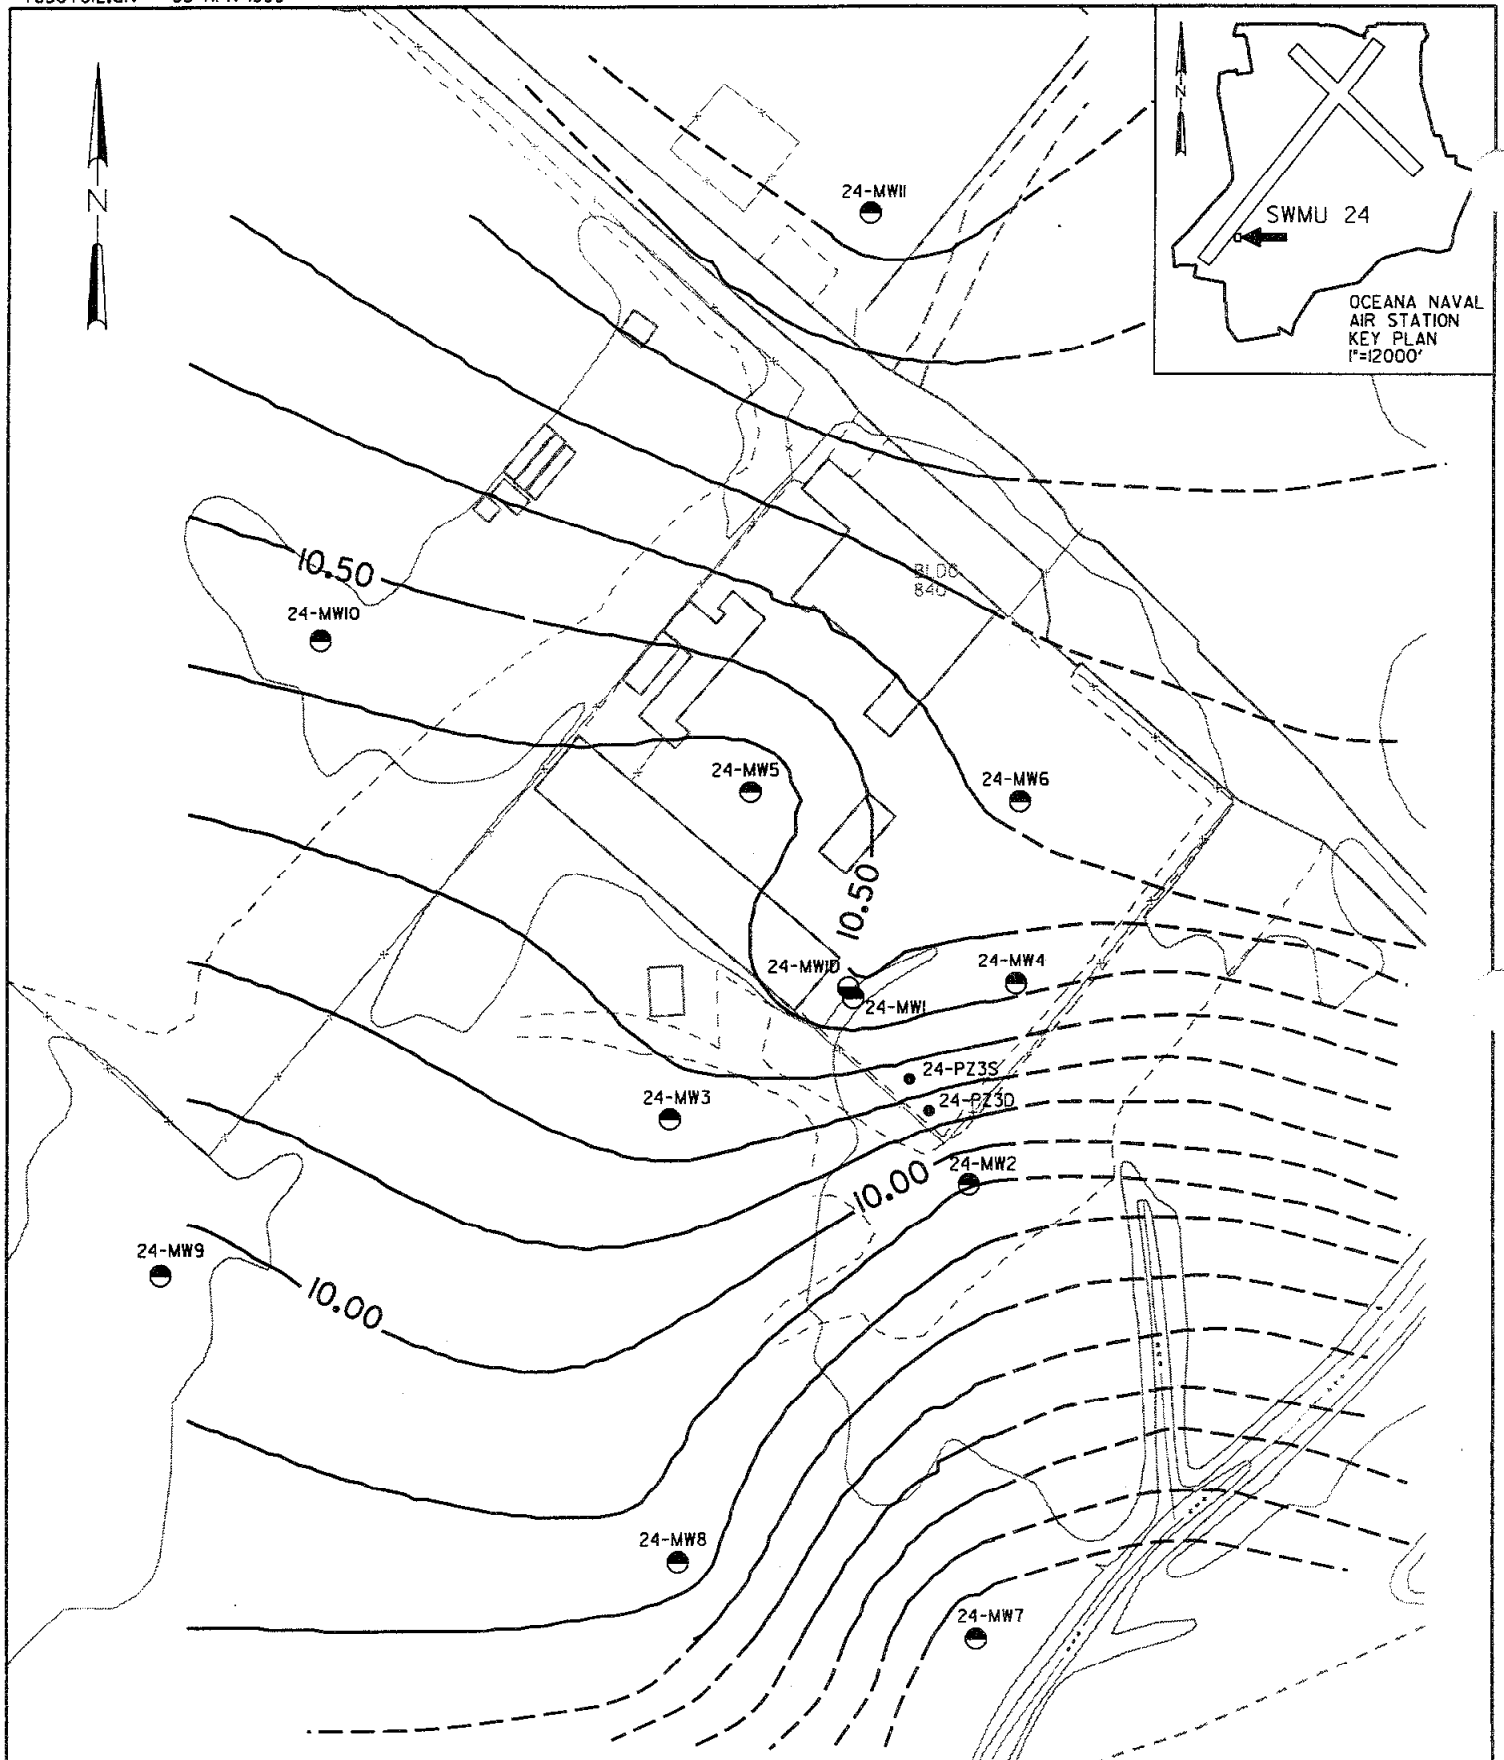 N
24-MW11
N
SWMU 24
OCEANA NAVAL
AIR STATION
KEY PLAN
1"=12000'
10.50
BLDG
840
24-MW10
24-MW5
24-MW6
10.50
24-MW1D
24-MW4
24-MW1
24-PZ3S
24-PZ3D
24-MW3
10.00
24-MW2
24-MW9
10.00
24-MW8
24-MW7